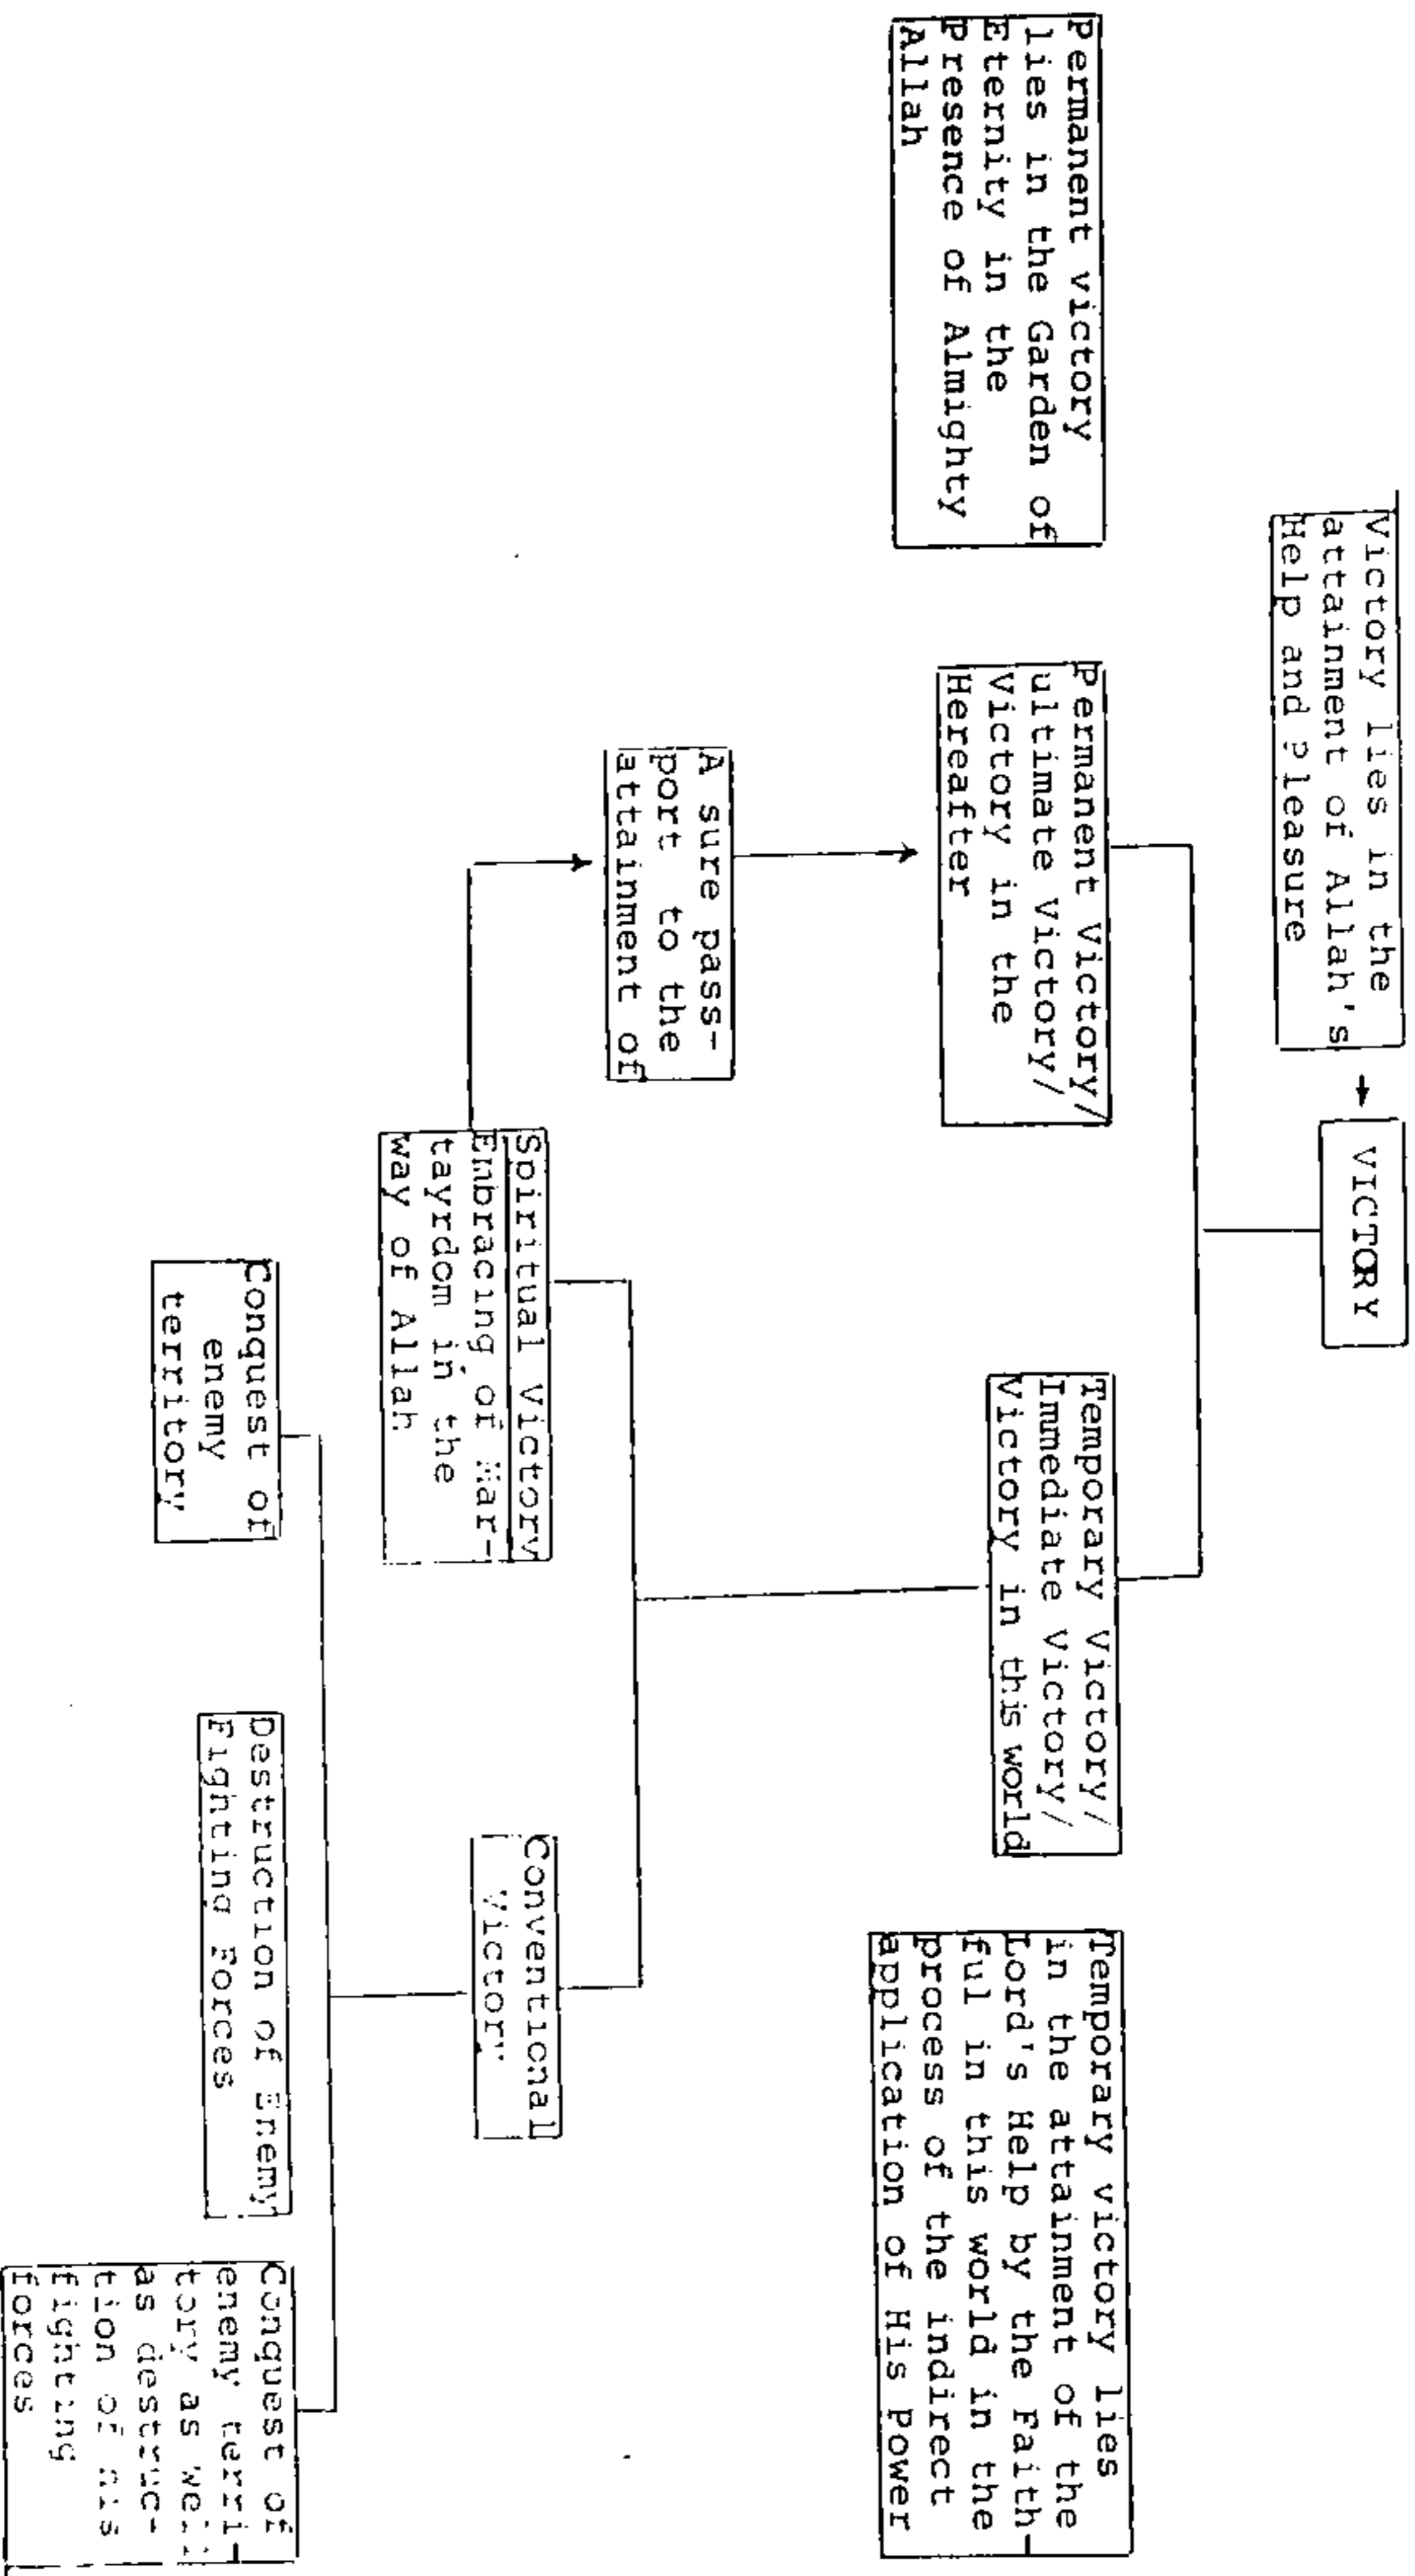 Victory lies in the
attainment of Allah's
Help and Pleasure
VICTORY
Permanent victory
lies in the Garden of
Eternity in the
Presence of Almighty
Allah
Permanent Victory/
ultimate Victory/
Victory in the
Hereafter
Temporary Victory/
Immediate Victory/
Victory in this world
Temporary victory lies
in the attainment of the
Lord's Help by the Faith-
ful in this world in the
process of the indirect
application of His Power
A sure pass-
port to the
attainment of
Spiritual Victory
Embracing of Mar-
tayrdom in the
way of Allah
Conventional
Victory
Conquest of
enemy
territory
Destruction of Enemy
Fighting Forces
Conquest of
enemy terri-
tory as well
as destruc-
tion of his
fighting
forces